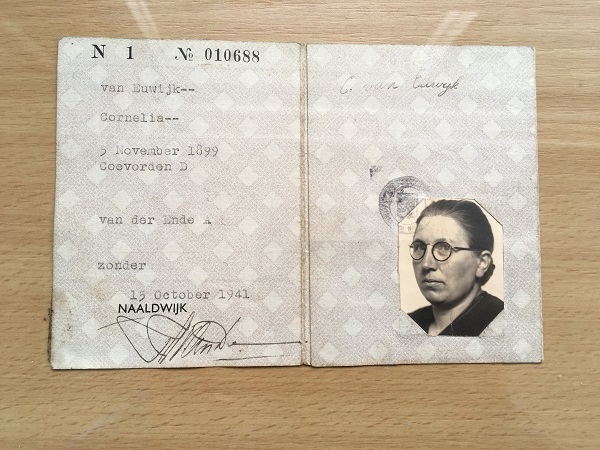 N 1 № 010688
van Euwijk--
Cornelia--
5 November 1899
Coevorden D
van der Ende A
zonder
15 October 1941
NAALDWIJK
C. van Euwijk